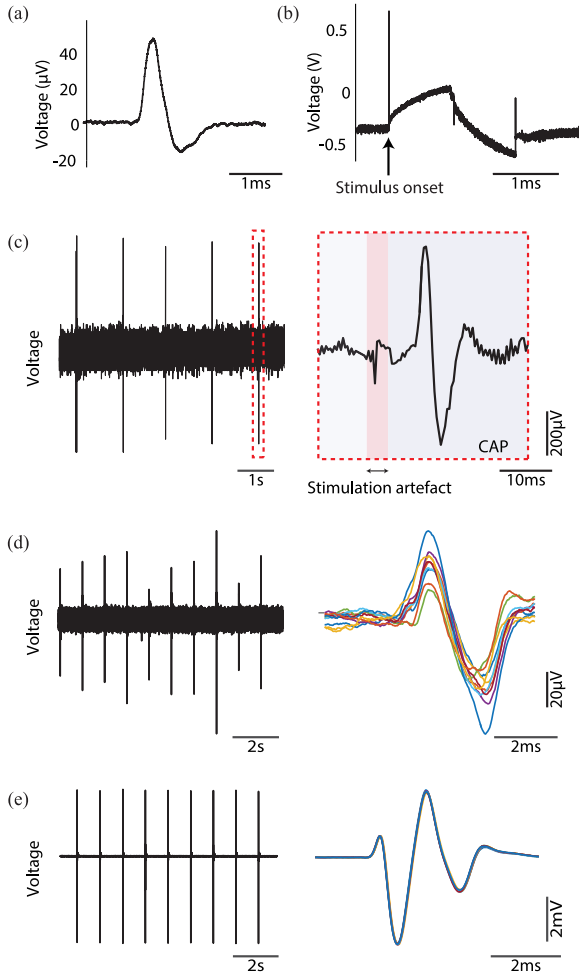 (a)
Voltage (μV)
40
20
0
-20
1ms
(b)
Voltage (V)
0.5
0
-0.5
Stimulus onset
1ms
(c)
Voltage
1s
CAP
Stimulation artefact
200μV
10ms
(d)
Voltage
2s
20μV
2ms
(e)
Voltage
2s
2mV
2ms